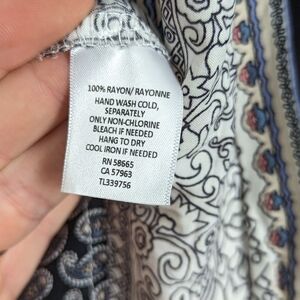 100% RAYON/ RAYONNE
HAND WASH COLD,
SEPARATELY
ONLY NON-CHLORINE
BLEACH IF NEEDED
HANG TO DRY
COOL IRON IF NEEDED
RN 58665
CA 57963
TL339756